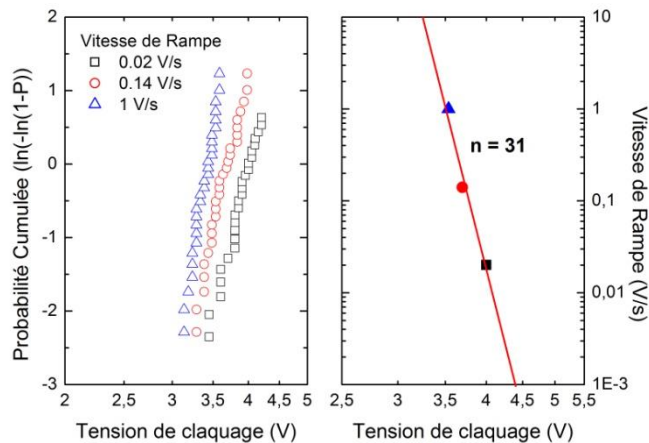 Vitesse de Rampe
0.02 V/s
0.14 V/s
1 V/s
Probabilité Cumulée (ln(-ln(1-P))
1
0
-1
-2
-3
2
2,5
3
3,5
4
4,5
5
Tension de claquage (V)
n = 31
10
1
0,1
0,01
1E-3
Vitesse de Rampe (V/s)
2,5
3
3,5
4
4,5
5
5,5
Tension de claquage (V)